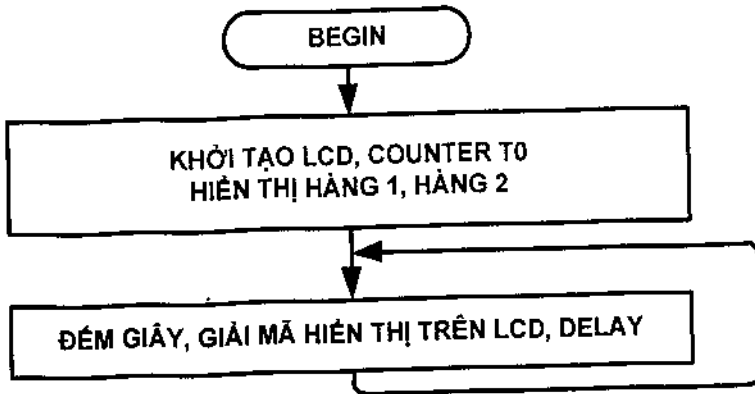 BEGIN
KHỞI TẠO LCD, COUNTER T0
HIỂN THỊ HÀNG 1, HÀNG 2
ĐẾM GIÂY, GIẢI MÃ HIỂN THỊ TRÊN LCD, DELAY